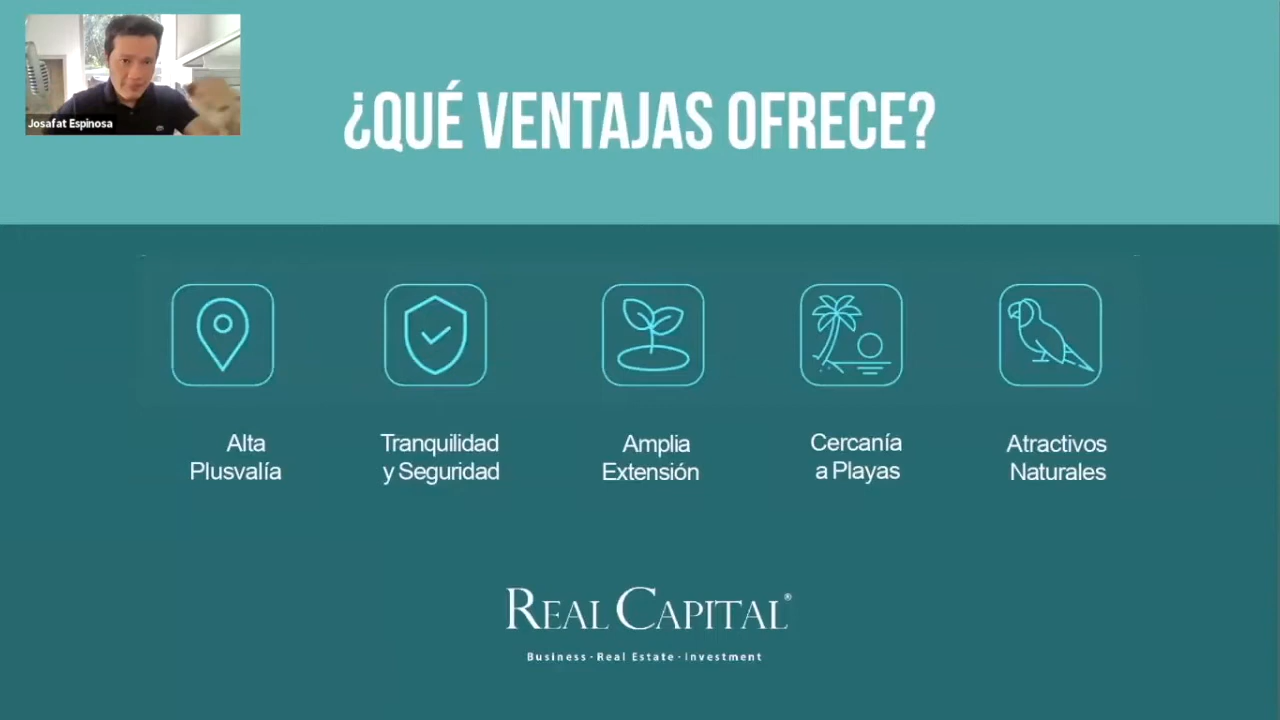 Josafat Espinosa
¿QUÉ VENTAJAS OFRECE?
Alta
Plusvalía
Tranquilidad
y Seguridad
Amplia
Extensión
Cercanía
a Playas
Atractivos
Naturales
REAL CAPITAL®
Business · Real Estate · Investment